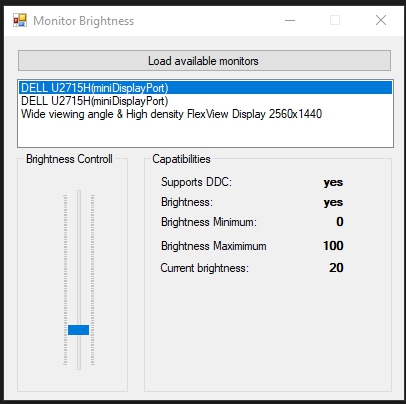 Monitor Brightness
Load available monitors
DELL U2715H(miniDisplayPort)
DELL U2715H(miniDisplayPort)
Wide viewing angle & High density FlexView Display 2560x1440
Brightness Controll
Capatibilities
Supports DDC: yes
Brightness: yes
Brightness Minimum: 0
Brightness Maximimum 100
Current brightness: 20